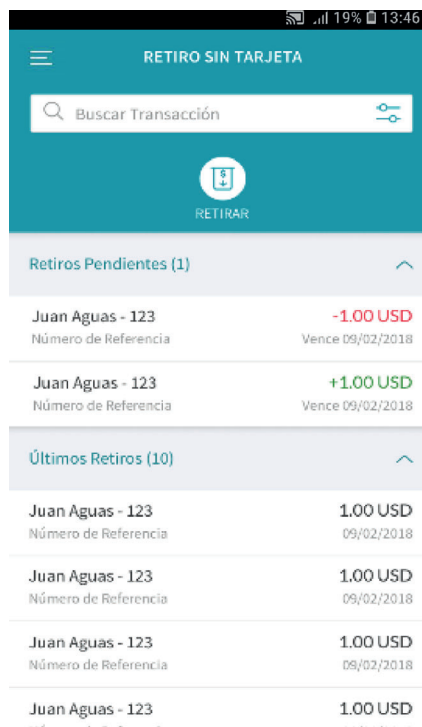 19% 13:46
RETIRO SIN TARJETA
Buscar Transacción
$
RETIRAR
Retiros Pendientes (1)
Juan Aguas - 123 -1.00 USD
Número de Referencia Vence 09/02/2018
Juan Aguas - 123 +1.00 USD
Número de Referencia Vence 09/02/2018
Últimos Retiros (10)
Juan Aguas - 123 1.00 USD
Número de Referencia 09/02/2018
Juan Aguas - 123 1.00 USD
Número de Referencia 09/02/2018
Juan Aguas - 123 1.00 USD
Número de Referencia 09/02/2018
Juan Aguas - 123 1.00 USD